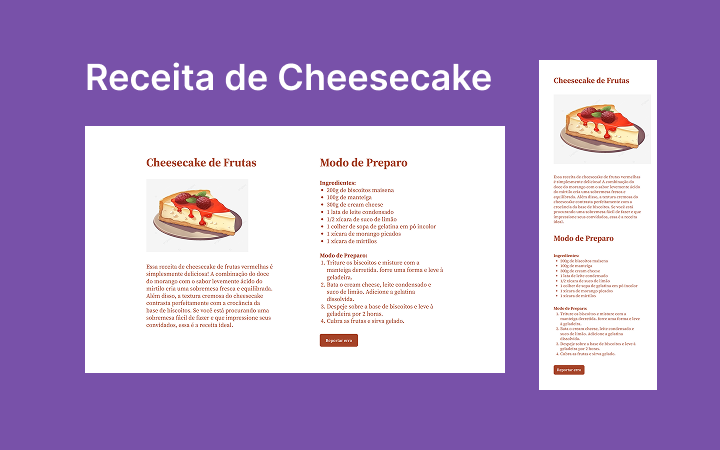 Receita de Cheesecake
Cheesecake de Frutas
Essa receita de cheesecake de frutas vermelhas é
simplesmente deliciosa! A combinação do doce
do morango com o sabor levemente ácido do
mirtilo cria uma sobremesa fresca e equilibrada.
Além disso, a textura cremosa do cheesecake
contrasta perfeitamente com a crocância da
base de biscoitos. Se você está procurando uma
sobremesa fácil de fazer e que impressione seus
convidados, essa é a receita ideal.
Modo de Preparo
Ingredientes:
• 200g de biscoitos maisena
• 100g de manteiga
• 300g de cream cheese
• 1 lata de leite condensado
• 1/2 xícara de suco de limão
• 1 colher de sopa de gelatina em pó incolor
• 1 xícara de morango picados
• 1 xícara de mirtilos
Modo de Preparo:
1. Triture os biscoitos e misture com a
manteiga derretida. forre uma forma e leve à
geladeira.
2. Bata o cream cheese, leite condensado e
suco de limão, Adicione a gelatina
dissolvida.
3. Despeje sobre a base de biscoitos e leve à
geladeira por 2 horas.
4. Cubra as frutas e sirva gelado.
Reportar erro
Cheesecake de Frutas
Essa receita de cheesecake de frutas vermelhas
é simplesmente deliciosa! A combinação do
doce do morango com o sabor levemente ácido
do mirtilo cria uma sobremesa fresca e
equilibrada. Além disso, a textura cremosa do
cheesecake contrasta perfeitamente com a
crocância da base de biscoitos. Se você está
procurando uma sobremesa fácil de fazer e que
impressione seus convidados, essa é a receita
ideal.
Modo de Preparo
Ingredientes:
• 200g de biscoitos maisena
• 100g de manteiga
• 300g de cream cheese
• 1 lata de leite condensado
• 1/2 xícara de suco de limão
• 1 colher de sopa de gelatina em pó incolor
• 1 xícara de morango picados
• 1 xícara de mirtilos
Modo de Preparo:
1. Triture os biscoitos e misture com a
manteiga derretida. forre uma forma e leve
à geladeira.
2. Bata o cream cheese, leite condensado e
suco de limão, Adicione a gelatina
dissolvida.
3. Despeje sobre a base de biscoitos e leve à
geladeira por 2 horas.
4. Cubra as frutas e sirva gelado.
Reportar erro